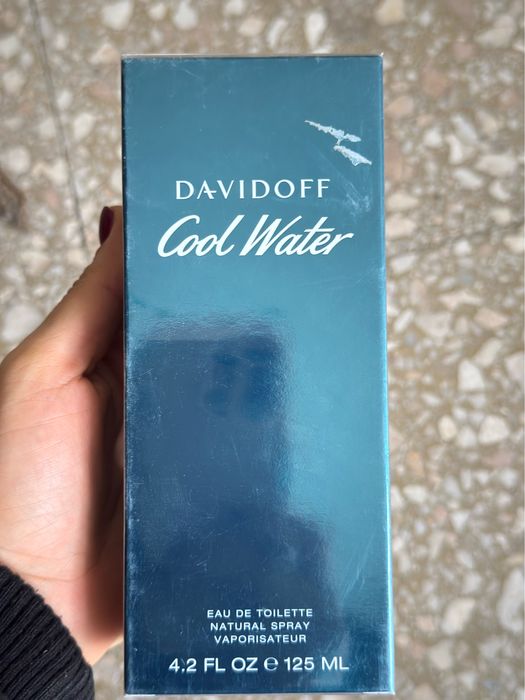 DAVIDOFF
Cool Water
EAU DE TOILETTE
NATURAL SPRAY
VAPORISATEUR
4.2 FL OZ ℮ 125 ML